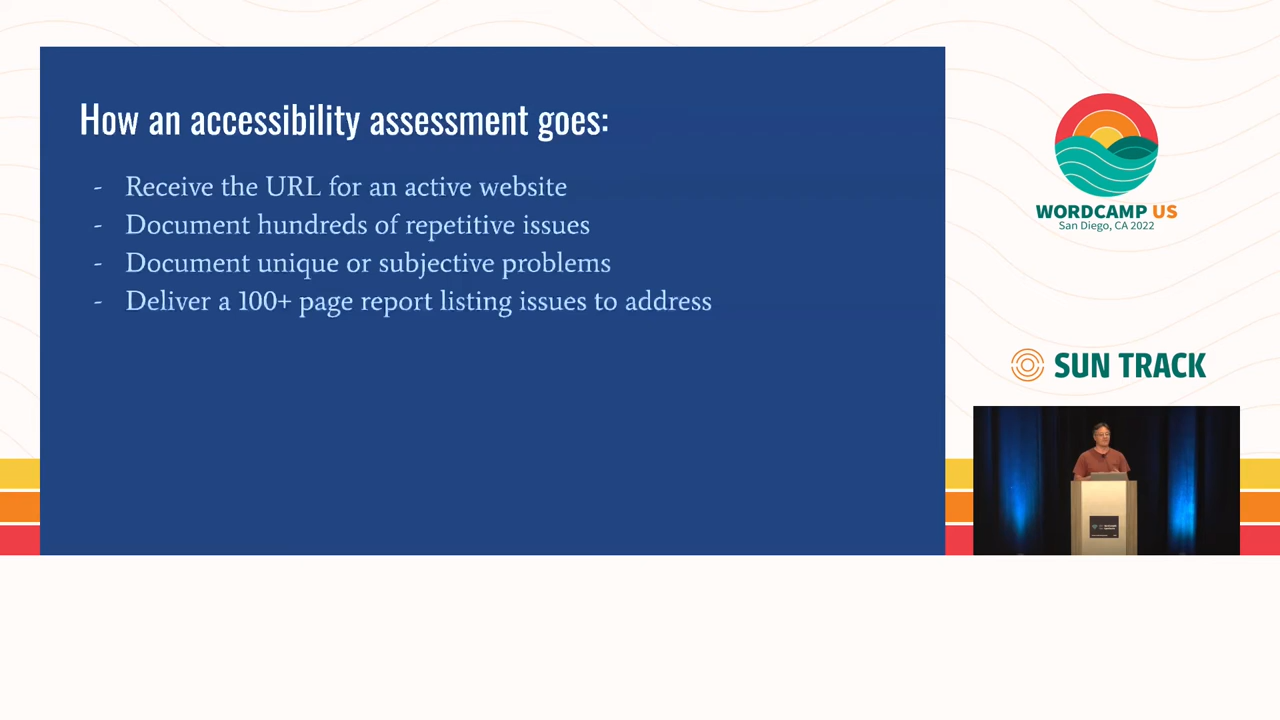 How an accessibility assessment goes:
- Receive the URL for an active website
- Document hundreds of repetitive issues
- Document unique or subjective problems
- Deliver a 100+ page report listing issues to address
WORDCAMP US
San Diego, CA 2022
SUN TRACK